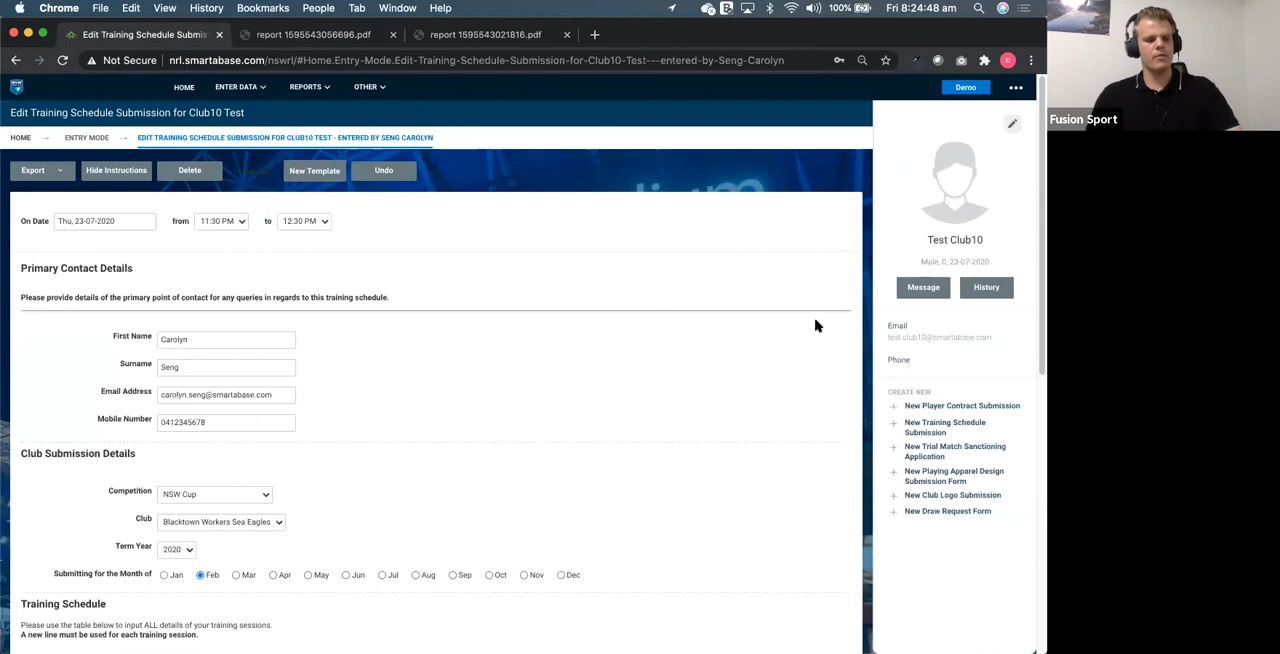 Chrome File Edit View History Bookmarks People Tab Window Help 100% Fri 8:24:48 am
Edit Training Schedule Submis × report 1595543056696.pdf × report 1595543021816.pdf × +
Not Secure nrl.smartabase.com/nswrl/#Home.Entry-Mode.Edit-Training-Schedule-Submission-for-Club10-Test---entered-by-Seng-Carolyn
HOME ENTER DATA REPORTS OTHER Demo
Edit Training Schedule Submission for Club10 Test
HOME → ENTRY MODE → EDIT TRAINING SCHEDULE SUBMISSION FOR CLUB10 TEST - ENTERED BY SENG CAROLYN
Export Hide Instructions Delete New Template Undo
On Date Thu, 23-07-2020 from 11:30 PM to 12:30 PM
Primary Contact Details
Please provide details of the primary point of contact for any queries in regards to this training schedule.
First Name Carolyn
Surname Seng
Email Address carolyn.seng@smartabase.com
Mobile Number 0412345678
Club Submission Details
Competition NSW Cup
Club Blacktown Workers Sea Eagles
Term Year 2020
Submitting for the Month of Jan Feb Mar Apr May Jun Jul Aug Sep Oct Nov Dec
Training Schedule
Please use the table below to input ALL details of your training sessions.
A new line must be used for each training session.
Test Club10
Male, 0, 23-07-2020
Message History
Email
test.club10@smartabase.com
Phone
CREATE NEW
+ New Player Contract Submission
+ New Training Schedule
Submission
+ New Trial Match Sanctioning
Application
+ New Playing Apparel Design
Submission Form
+ New Club Logo Submission
+ New Draw Request Form
Fusion Sport